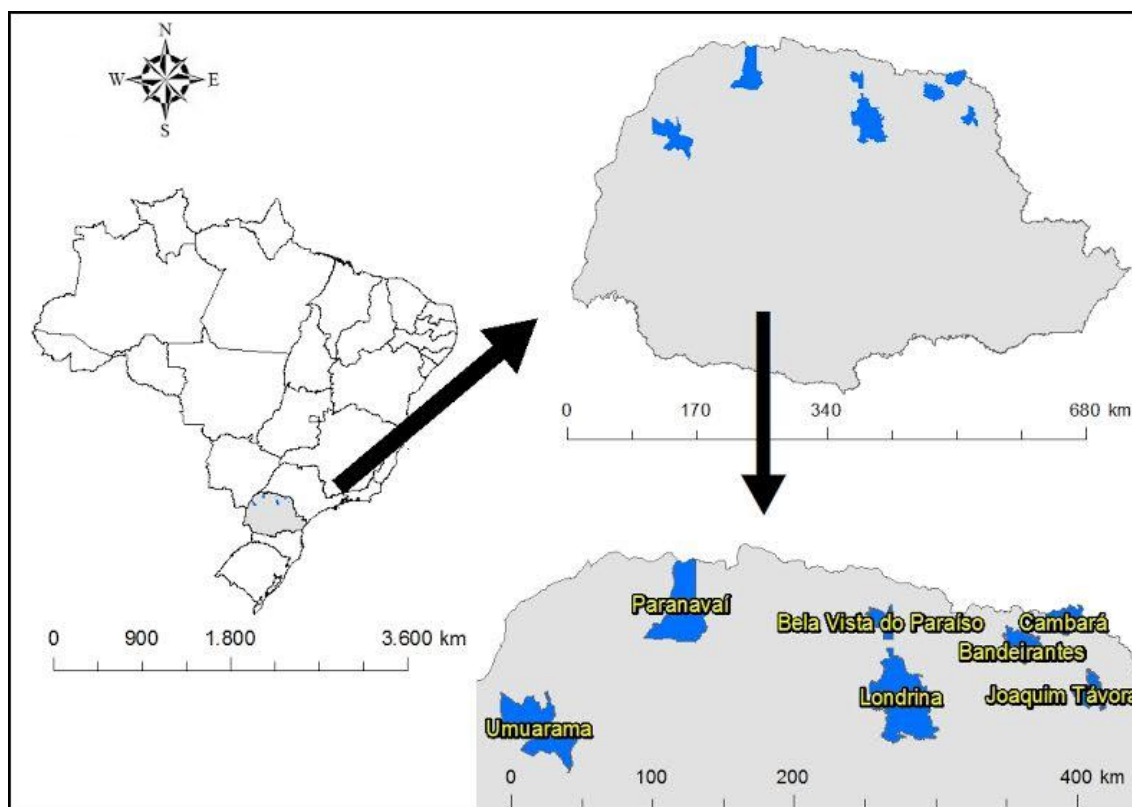 N
W E
S
0 170 340 680 km
0 900 1.800 3.600 km
Paranavaí
Bela Vista do Paraíso
Cambará
Bandeirantes
Londrina
Joaquim Távora
Umuarama
0 100 200 400 km